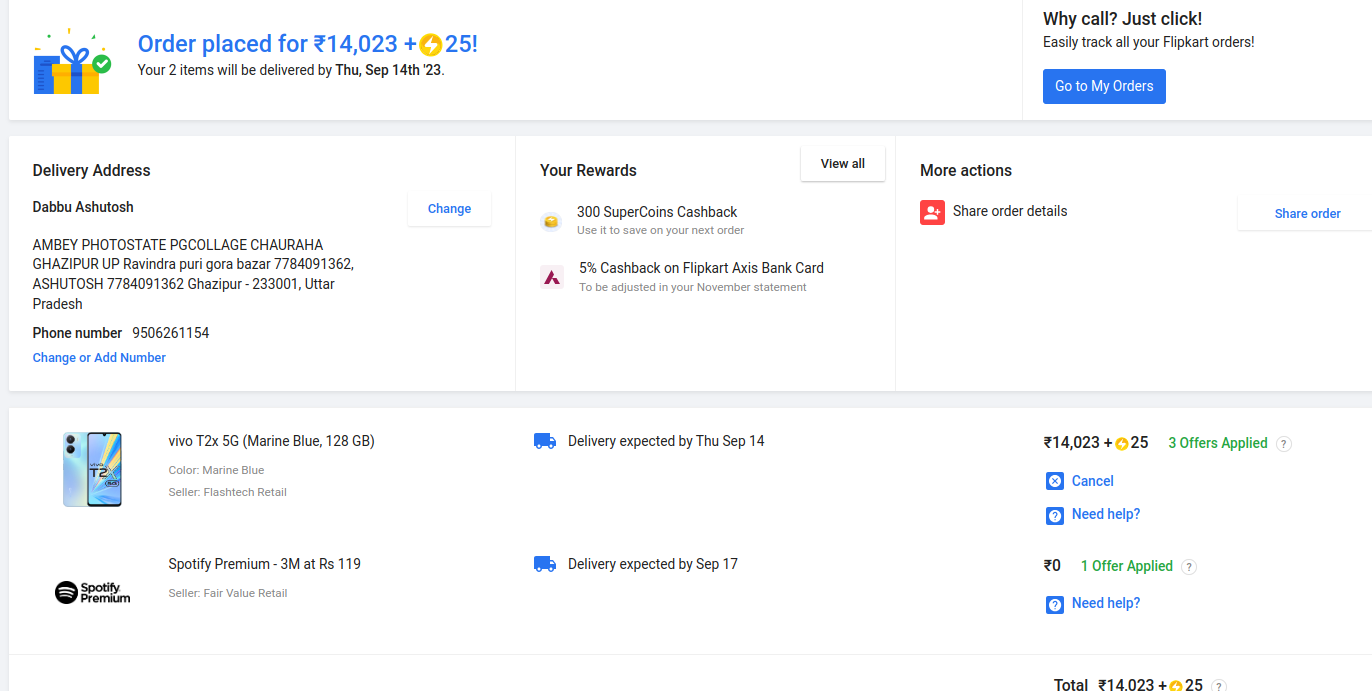 Order placed for ₹14,023 + 25!
Your 2 items will be delivered by Thu, Sep 14th '23.
Why call? Just click!
Easily track all your Flipkart orders!
Go to My Orders
Delivery Address
Dabbu Ashutosh
Change
AMBEY PHOTOSTATE PGCOLLAGE CHAURAHA
GHAZIPUR UP Ravindra puri gora bazar 7784091362,
ASHUTOSH 7784091362 Ghazipur - 233001, Uttar
Pradesh
Phone number 9506261154
Change or Add Number
Your Rewards
View all
300 SuperCoins Cashback
Use it to save on your next order
5% Cashback on Flipkart Axis Bank Card
To be adjusted in your November statement
More actions
Share order details
Share order
vivo T2x 5G (Marine Blue, 128 GB)
Color: Marine Blue
Seller: Flashtech Retail
Delivery expected by Thu Sep 14
₹14,023 + 25 3 Offers Applied ?
Cancel
Need help?
vivo
T2X
Spotify Premium - 3M at Rs 119
Seller: Fair Value Retail
Spotify
Premium
Delivery expected by Sep 17
₹0 1 Offer Applied ?
Need help?
Total ₹14,023 + 25 ?